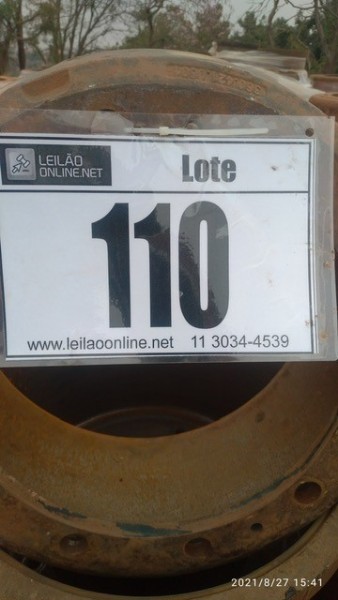 LEILÃO
ONLINE.NET
Lote
110
www.leilaoonline.net 11 3034-4539
2021/8/27 15:41